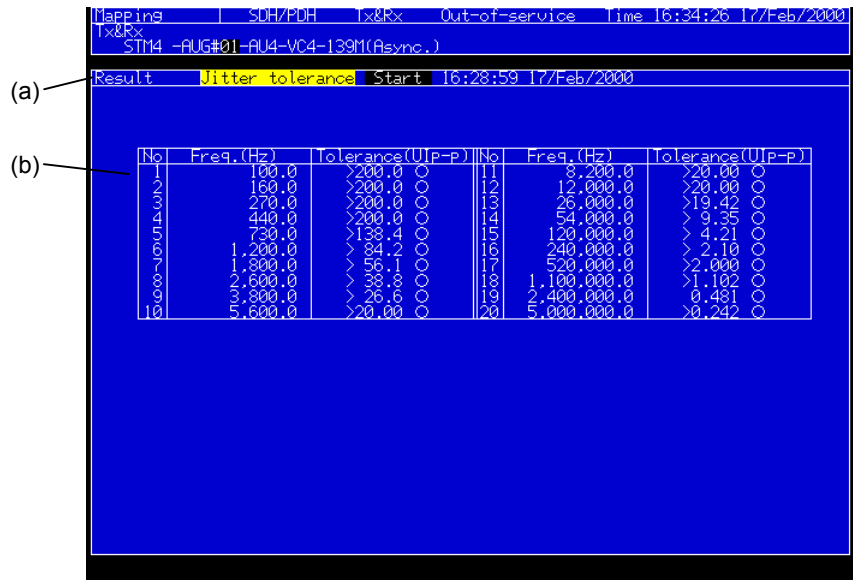 Mapping | SDH/PDH Tx&Rx Out-of-service Time 16:34:26 17/Feb/2000
Tx&Rx
STM4 -AUG#01-AU4-VC4-139M(Async.)
(a)
Result Jitter tolerance Start 16:28:59 17/Feb/2000
(b)
No Freq.(Hz) Tolerance(UIp-p) No Freq.(Hz) Tolerance(UIp-p)
1 100.0 >200.0 O 11 8,200.0 >20.00 O
2 160.0 >200.0 O 12 12,000.0 >20.00 O
3 270.0 >200.0 O 13 26,000.0 >19.42 O
4 440.0 >200.0 O 14 54,000.0 > 9.35 O
5 730.0 >138.4 O 15 120,000.0 > 4.21 O
6 1,200.0 > 84.2 O 16 240,000.0 > 2.10 O
7 1,800.0 > 56.1 O 17 520,000.0 >2.000 O
8 2,600.0 > 38.8 O 18 1,100,000.0 >1.102 O
9 3,800.0 > 26.6 O 19 2,400,000.0 0.481 O
10 5,600.0 >20.00 O 20 5,000,000.0 >0.242 O